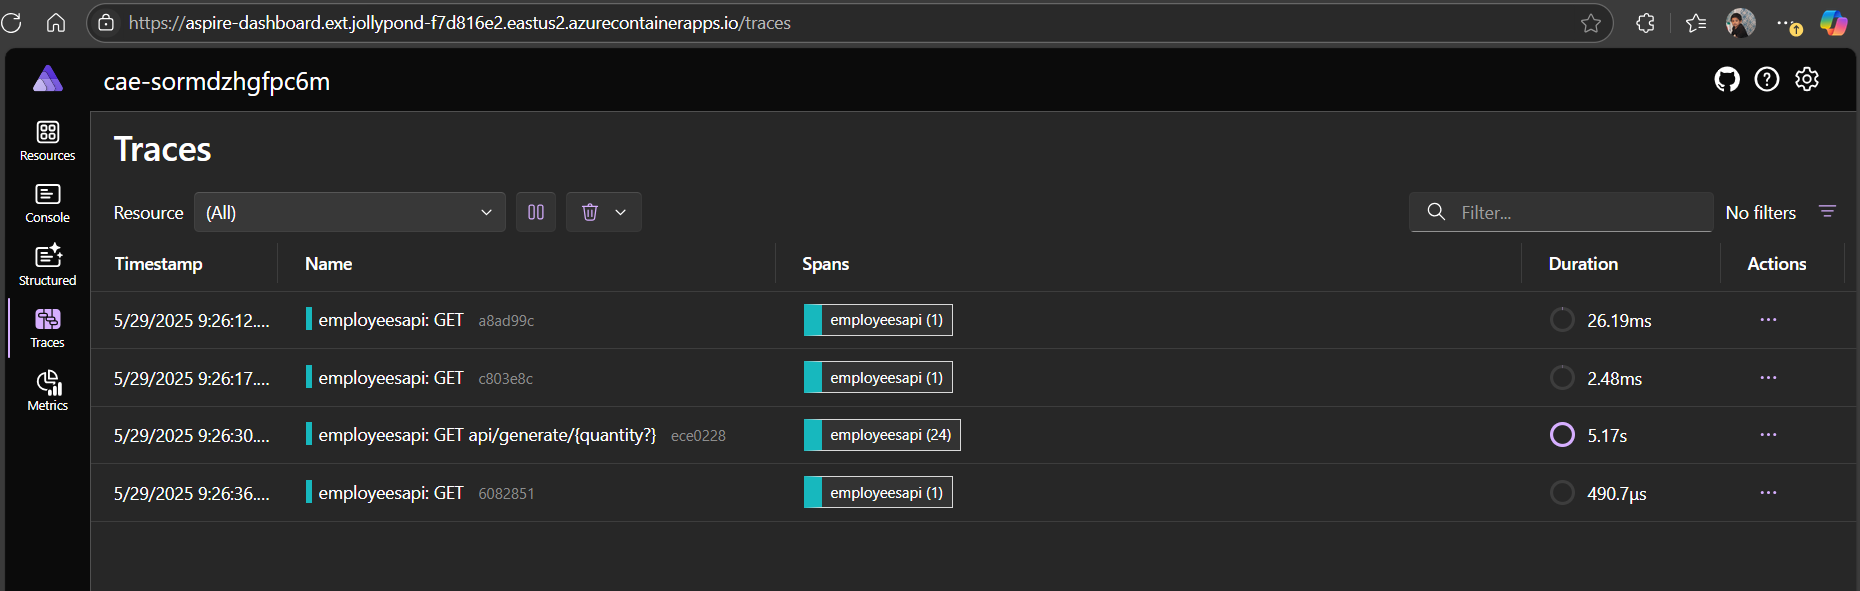 https://aspire-dashboard.ext.jollypond-f7d816e2.eastus2.azurecontainerapps.io/traces
cae-sormdzhgfpc6m
Resources
Console
Structured
Traces
Metrics
Traces
Resource (All) Filter... No filters
Timestamp Name Spans Duration Actions
5/29/2025 9:26:12.... employeesapi: GET a8ad99c employeesapi (1) 26.19ms ...
5/29/2025 9:26:17.... employeesapi: GET c803e8c employeesapi (1) 2.48ms ...
5/29/2025 9:26:30.... employeesapi: GET api/generate/{quantity?} ece0228 employeesapi (24) 5.17s ...
5/29/2025 9:26:36.... employeesapi: GET 6082851 employeesapi (1) 490.7μs ...